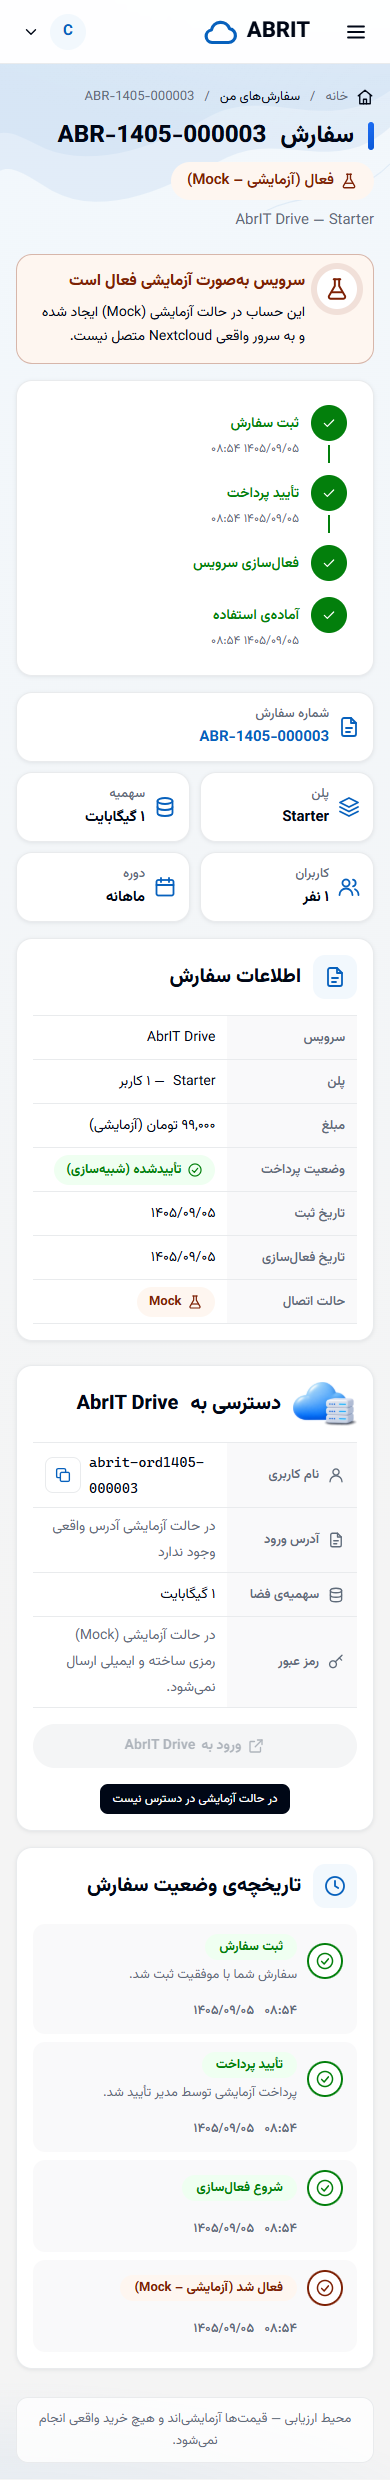 ABRIT
C
خانه / سفارش‌های من / ABR-1405-000003
سفارش ABR-1405-000003
فعال (آزمایشی – Mock)
AbrIT Drive — Starter
سرویس به‌صورت آزمایشی فعال است
این حساب در حالت آزمایشی (Mock) ایجاد شده
و به سرور واقعی Nextcloud متصل نیست.
ثبت سفارش
۱۴۰۵/۰۹/۰۵ ۰۸:۵۴
تأیید پرداخت
۱۴۰۵/۰۹/۰۵ ۰۸:۵۴
فعال‌سازی سرویس
آماده‌ی استفاده
۱۴۰۵/۰۹/۰۵ ۰۸:۵۴
شماره سفارش
ABR-1405-000003
پلن
Starter
سهمیه
۱ گیگابایت
کاربران
۱ نفر
دوره
ماهانه
اطلاعات سفارش
سرویس
AbrIT Drive
پلن
Starter — ۱ کاربر
مبلغ
۹۹,۰۰۰ تومان (آزمایشی)
وضعیت پرداخت
تأییدشده (شبیه‌سازی)
تاریخ ثبت
۱۴۰۵/۰۹/۰۵
تاریخ فعال‌سازی
۱۴۰۵/۰۹/۰۵
حالت اتصال
Mock
دسترسی به AbrIT Drive
نام کاربری
abrit-ord1405-
000003
آدرس ورود
در حالت آزمایشی آدرس واقعی
وجود ندارد
سهمیه‌ی فضا
۱ گیگابایت
رمز عبور
در حالت آزمایشی (Mock)
رمزی ساخته و ایمیلی ارسال
نمی‌شود.
ورود به AbrIT Drive
در حالت آزمایشی در دسترس نیست
تاریخچه‌ی وضعیت سفارش
ثبت سفارش
سفارش شما با موفقیت ثبت شد.
۰۸:۵۴ ۱۴۰۵/۰۹/۰۵
تأیید پرداخت
پرداخت آزمایشی توسط مدیر تأیید شد.
۰۸:۵۴ ۱۴۰۵/۰۹/۰۵
شروع فعال‌سازی
۰۸:۵۴ ۱۴۰۵/۰۹/۰۵
فعال شد (آزمایشی – Mock)
۰۸:۵۴ ۱۴۰۵/۰۹/۰۵
محیط ارزیابی — قیمت‌ها آزمایشی‌اند و هیچ خرید واقعی انجام
نمی‌شود.